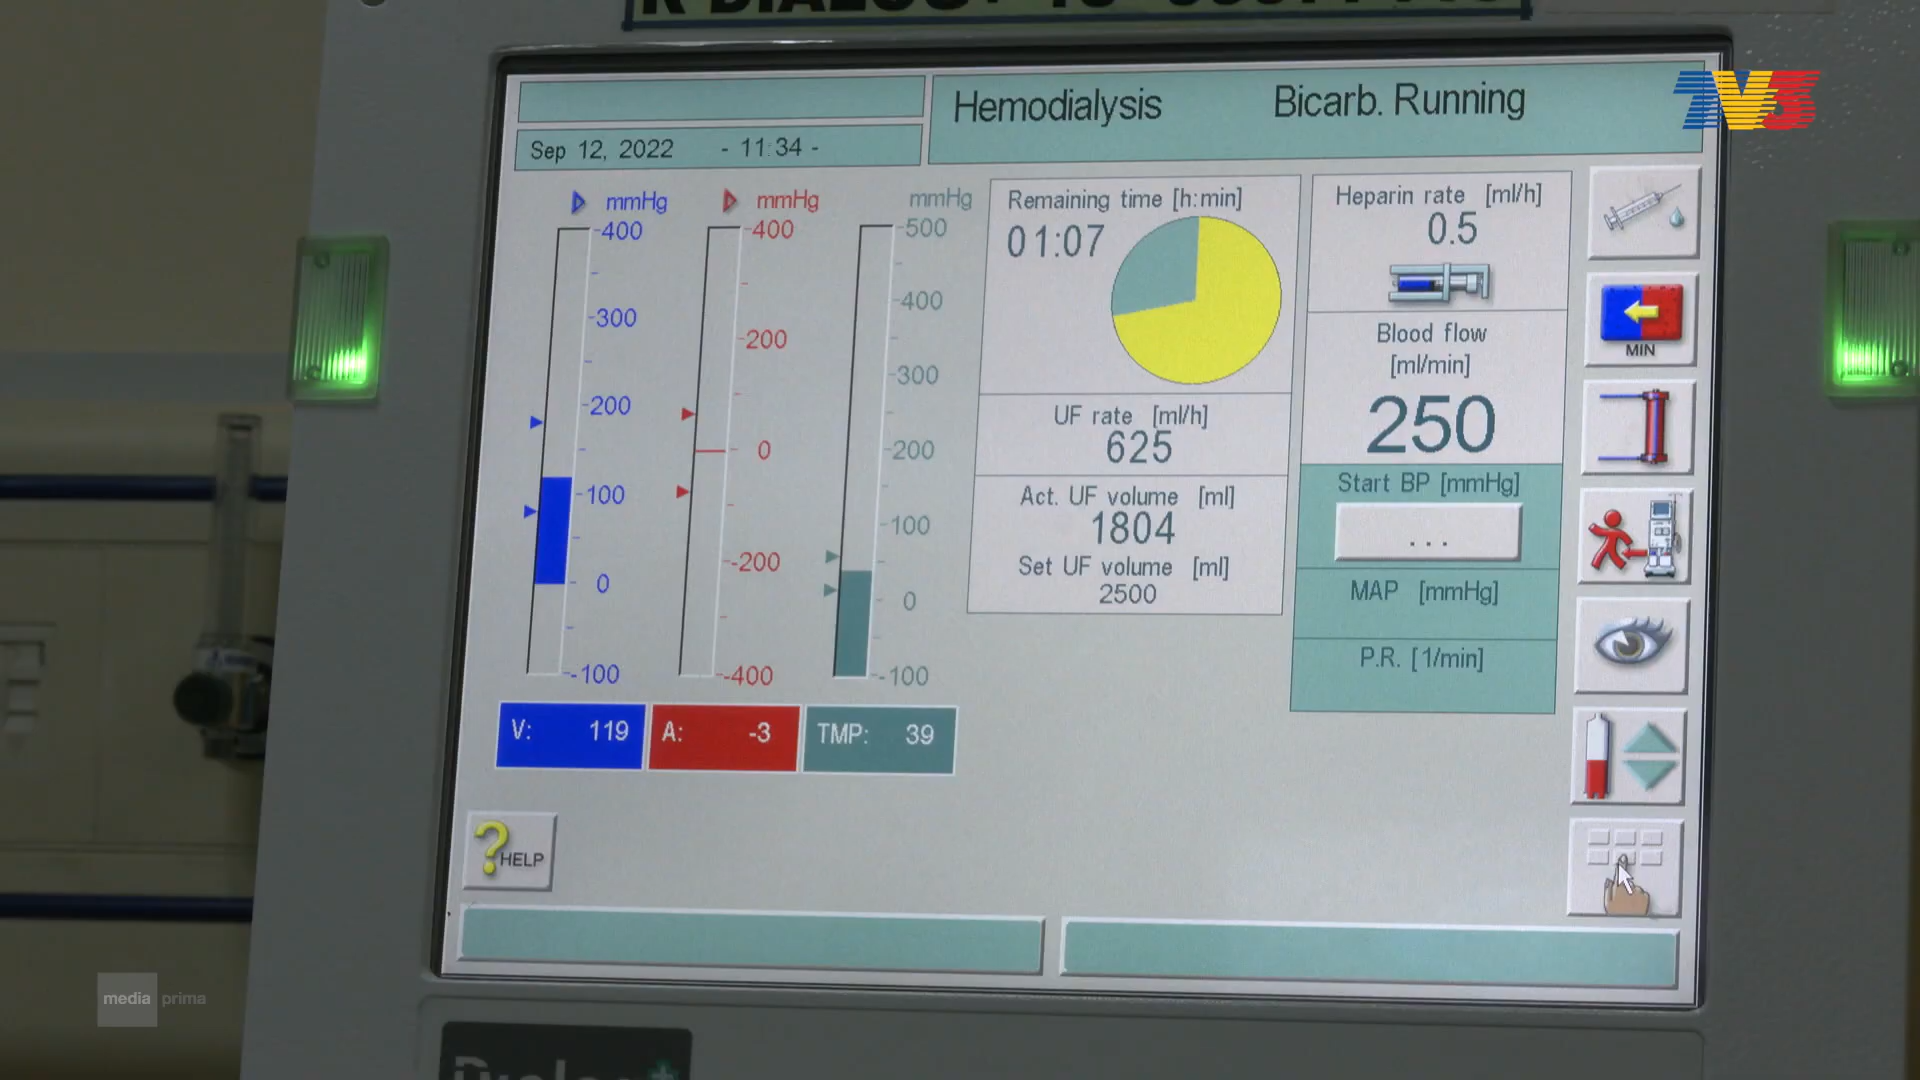 Hemodialysis Bicarb. Running
TV3
Sep 12, 2022 - 11:34 -
mmHg
400
300
200
100
0
-100
mmHg
400
200
0
-200
-400
mmHg
500
400
300
200
100
0
-100
V: 119
A: -3
TMP: 39
Remaining time [h:min]
01:07
UF rate [ml/h]
625
Act. UF volume [ml]
1804
Set UF volume [ml]
2500
Heparin rate [ml/h]
0.5
Blood flow
[ml/min]
250
Start BP [mmHg]
...
MAP [mmHg]
P.R. [1/min]
MIN
? HELP
media prima